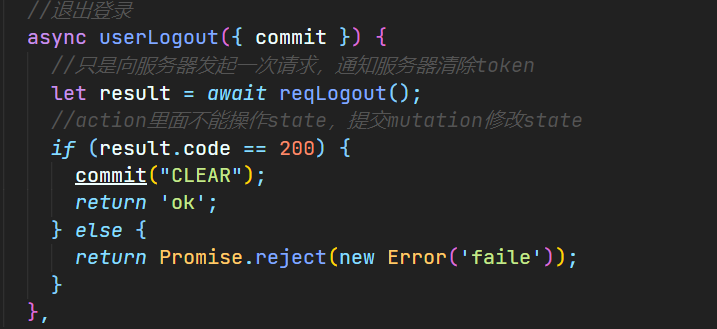 //退出登录
async userLogout({ commit }) {
//只是向服务器发起一次请求，通知服务器清除token
let result = await reqLogout();
//action里面不能操作state，提交mutation修改state
if (result.code == 200) {
commit("CLEAR");
return 'ok';
} else {
return Promise.reject(new Error('faile'));
}
},